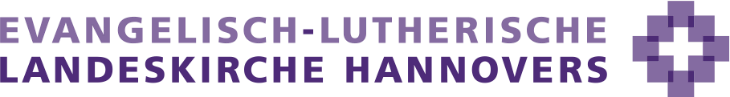 EVANGELISCH-LUTHERISCHE
LANDESKIRCHE HANNOVERS